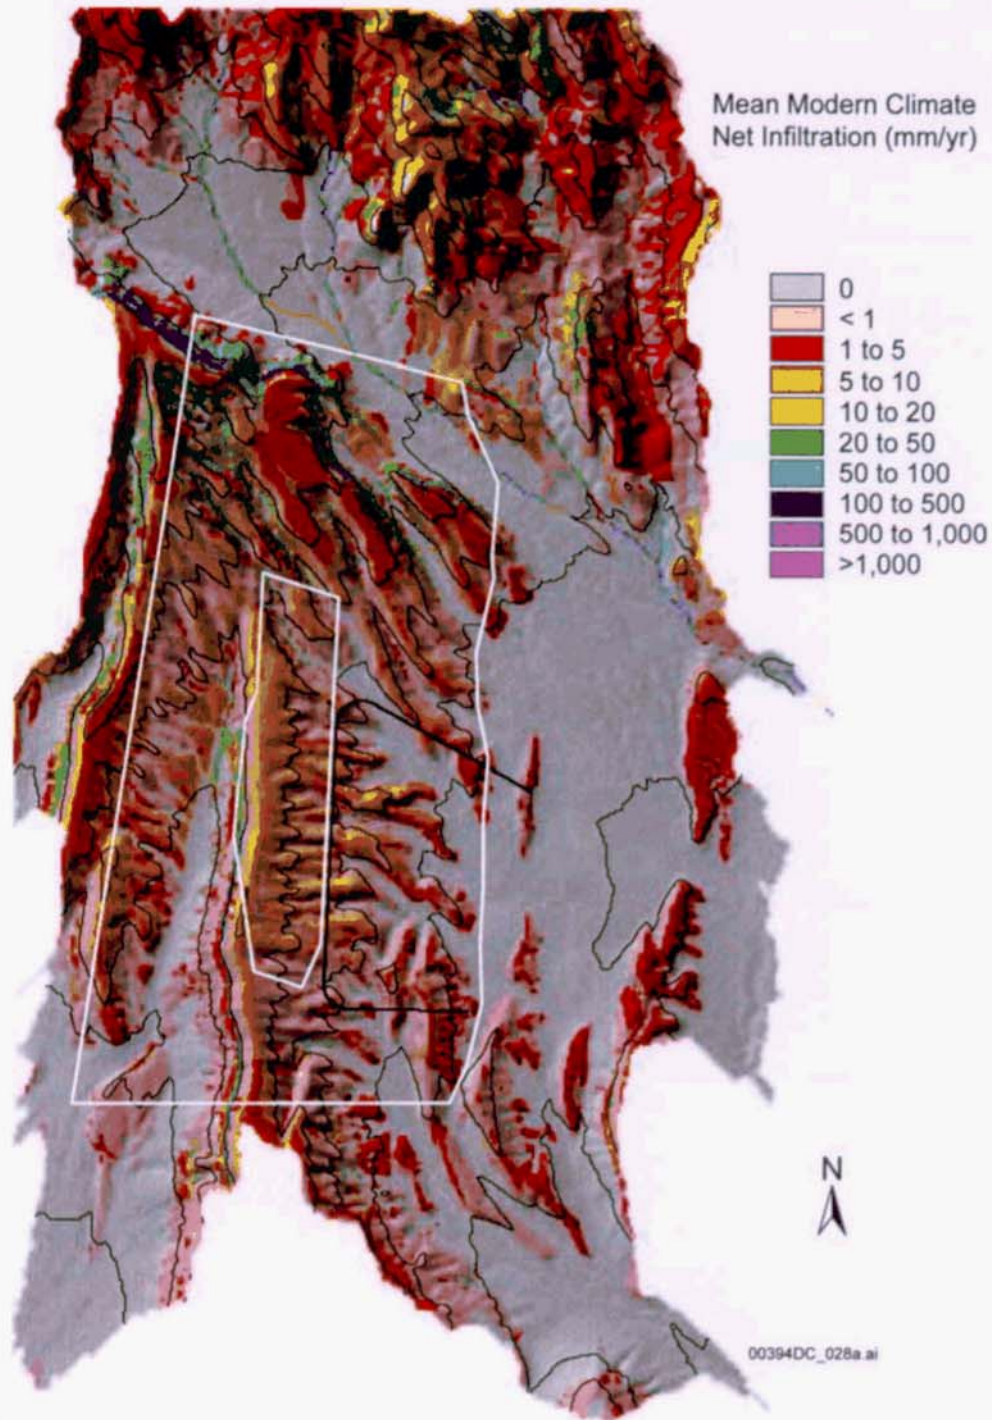 Mean Modern Climate
Net Infiltration (mm/yr)
0
< 1
1 to 5
5 to 10
10 to 20
20 to 50
50 to 100
100 to 500
500 to 1,000
>1,000
N
00394DC_028a.ai